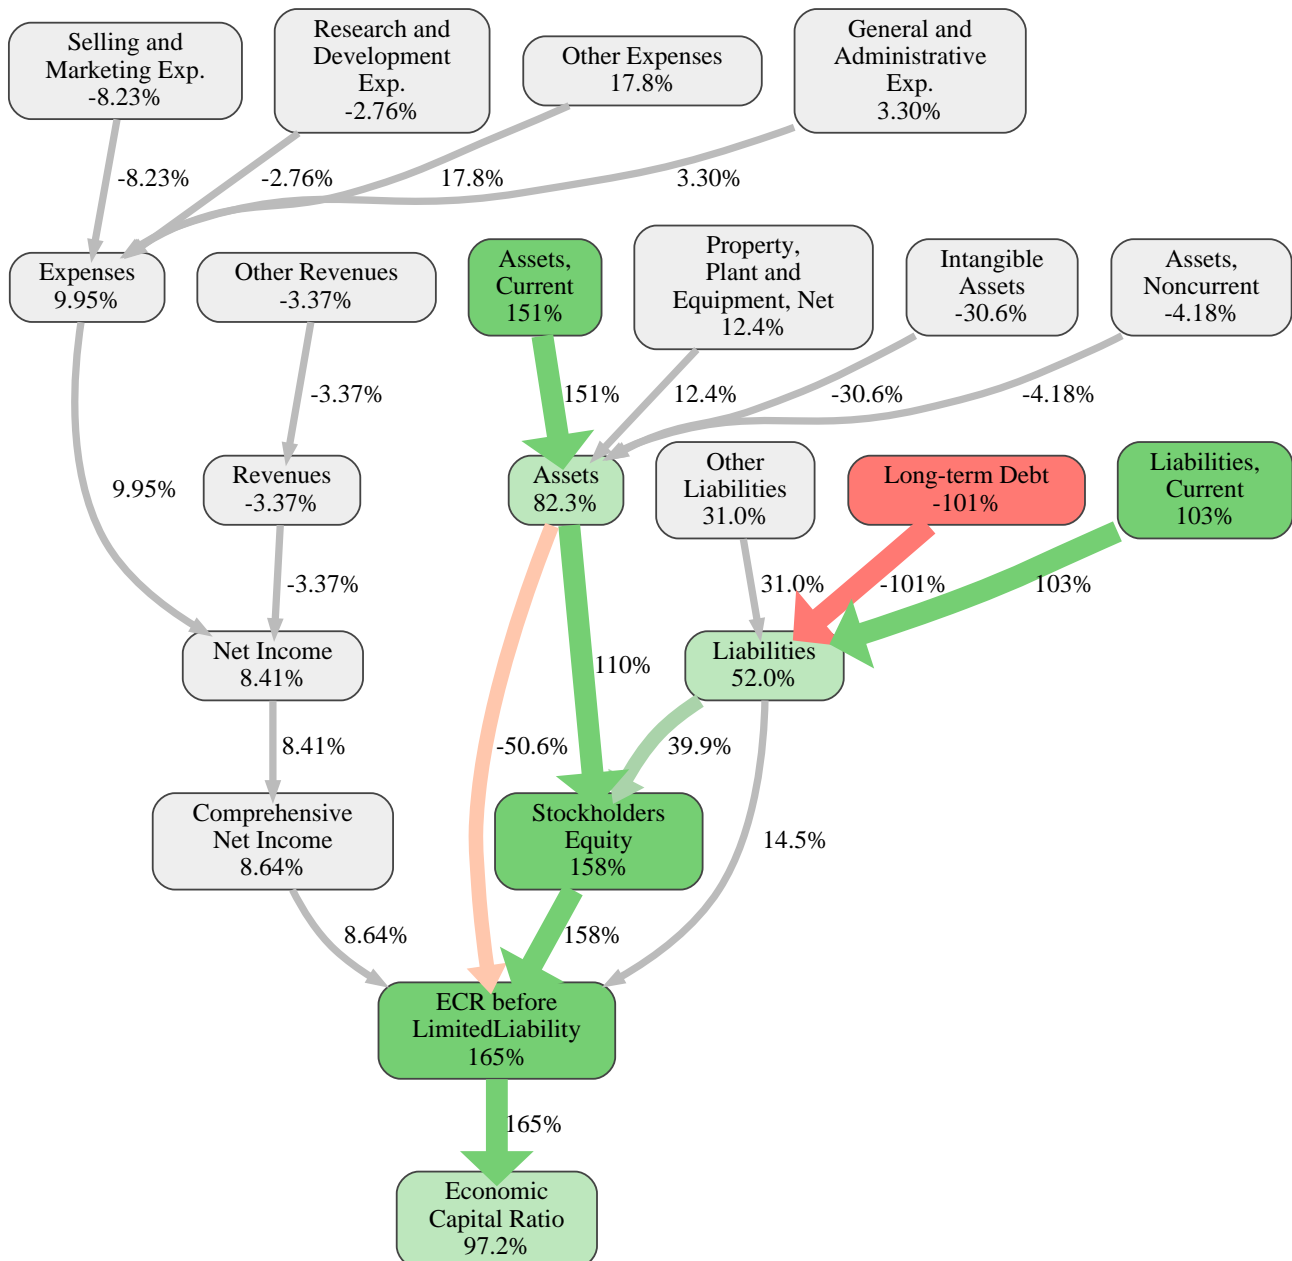 Selling and
Marketing Exp.
-8.23%
Research and
Development
Exp.
-2.76%
Other Expenses
17.8%
General and
Administrative
Exp.
3.30%
-8.23%
-2.76%
17.8%
3.30%
Expenses
9.95%
Other Revenues
-3.37%
Assets,
Current
151%
Property,
Plant and
Equipment, Net
12.4%
Intangible
Assets
-30.6%
Assets,
Noncurrent
-4.18%
-3.37%
151%
12.4%
-30.6%
-4.18%
9.95%
Revenues
-3.37%
Assets
82.3%
Other
Liabilities
31.0%
Long-term Debt
-101%
Liabilities,
Current
103%
-3.37%
31.0%
-101%
103%
Net Income
8.41%
110%
Liabilities
52.0%
8.41%
-50.6%
39.9%
Comprehensive
Net Income
8.64%
Stockholders
Equity
158%
14.5%
8.64%
158%
ECR before
LimitedLiability
165%
165%
Economic
Capital Ratio
97.2%